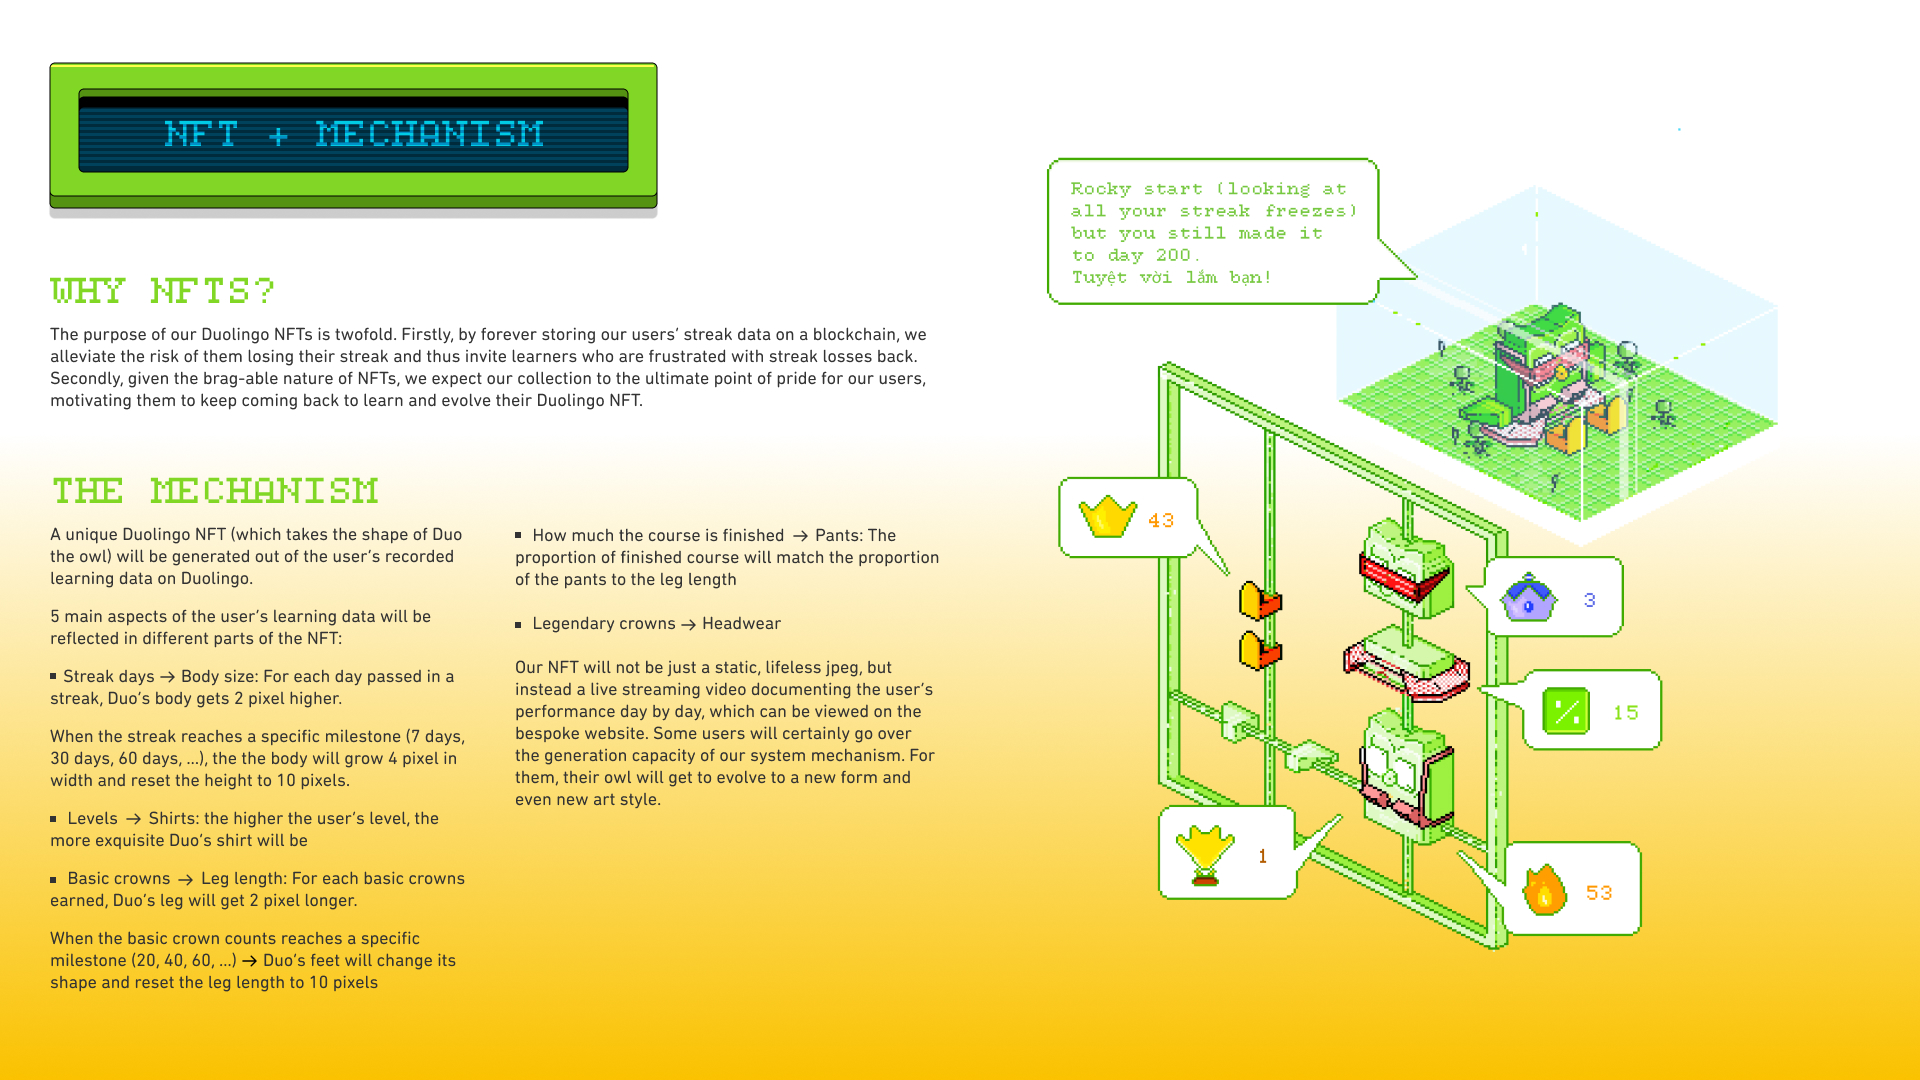 NFT + MECHANISM
WHY NFTS?
The purpose of our Duolingo NFTs is twofold. Firstly, by forever storing our users’ streak data on a blockchain, we
alleviate the risk of them losing their streak and thus invite learners who are frustrated with streak losses back.
Secondly, given the brag-able nature of NFTs, we expect our collection to the ultimate point of pride for our users,
motivating them to keep coming back to learn and evolve their Duolingo NFT.
THE MECHANISM
A unique Duolingo NFT (which takes the shape of Duo
the owl) will be generated out of the user’s recorded
learning data on Duolingo.
5 main aspects of the user’s learning data will be
reflected in different parts of the NFT:
▪ Streak days → Body size: For each day passed in a
streak, Duo’s body gets 2 pixel higher.
When the streak reaches a specific milestone (7 days,
30 days, 60 days, ...), the the body will grow 4 pixel in
width and reset the height to 10 pixels.
▪ Levels → Shirts: the higher the user’s level, the
more exquisite Duo’s shirt will be
▪ Basic crowns → Leg length: For each basic crowns
earned, Duo’s leg will get 2 pixel longer.
When the basic crown counts reaches a specific
milestone (20, 40, 60, ...) → Duo’s feet will change its
shape and reset the leg length to 10 pixels
▪ How much the course is finished → Pants: The
proportion of finished course will match the proportion
of the pants to the leg length
▪ Legendary crowns → Headwear
Our NFT will not be just a static, lifeless jpeg, but
instead a live streaming video documenting the user’s
performance day by day, which can be viewed on the
bespoke website. Some users will certainly go over
the generation capacity of our system mechanism. For
them, their owl will get to evolve to a new form and
even new art style.
Rocky start (looking at
all your streak freezes)
but you still made it
to day 200.
Tuyệt vời lắm bạn!
43
3
%
15
1
53